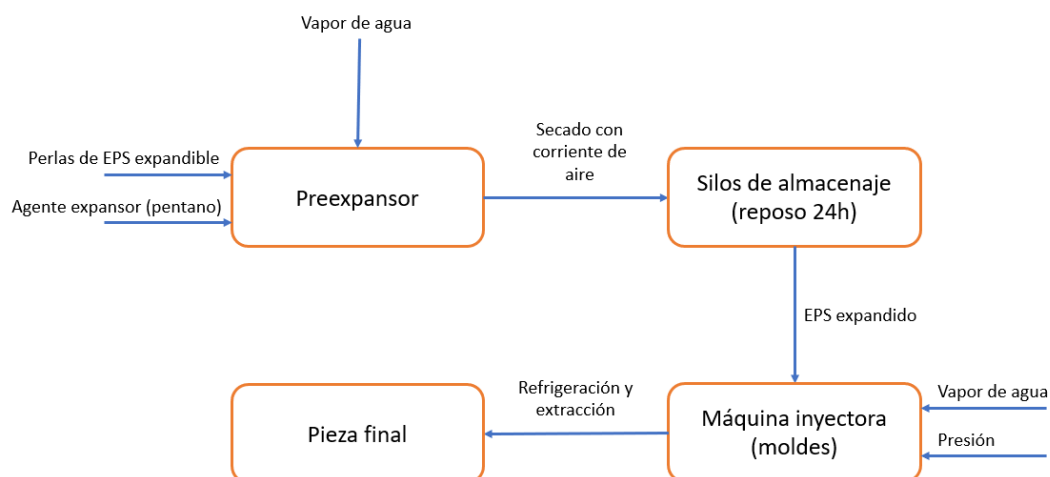 Vapor de agua
Perlas de EPS expandible
Agente expansor (pentano)
Preexpansor
Secado con
corriente de
aire
Silos de almacenaje
(reposo 24h)
EPS expandido
Vapor de agua
Presión
Máquina inyectora
(moldes)
Refrigeración y
extracción
Pieza final